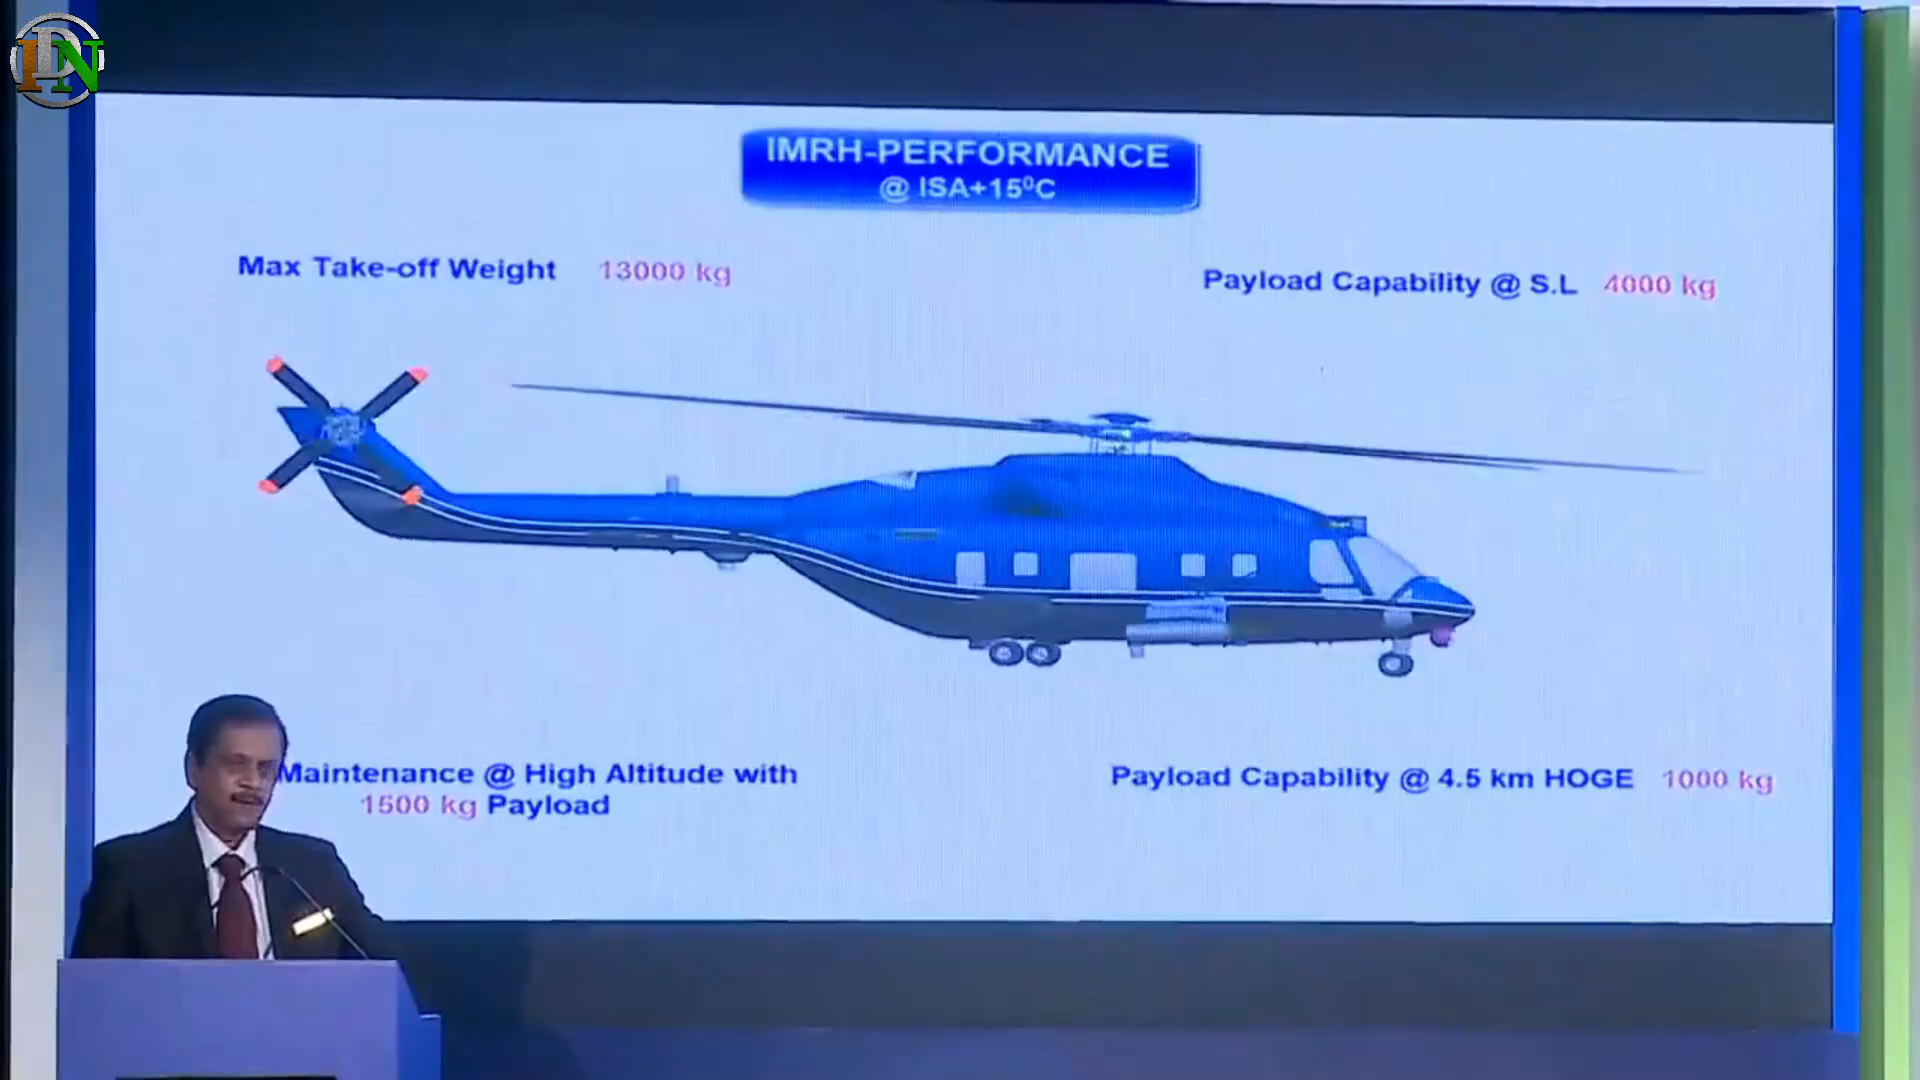 IDN
IMRH-PERFORMANCE
@ ISA+15⁰C
Max Take-off Weight 13000 kg
Payload Capability @ S.L 4000 kg
Maintenance @ High Altitude with
1500 kg Payload
Payload Capability @ 4.5 km HOGE 1000 kg